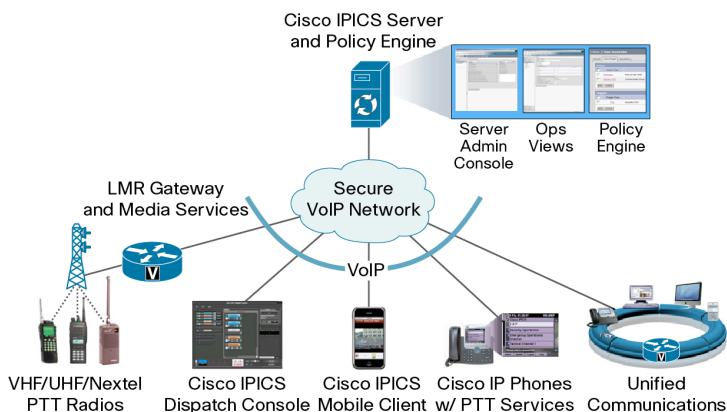 Cisco IPICS Server
and Policy Engine
Server
Admin
Console
Ops
Views
Policy
Engine
LMR Gateway
and Media Services
Secure
VoIP Network
VoIP
V
V
VHF/UHF/Nextel
PTT Radios
Cisco IPICS
Dispatch Console
Cisco IPICS
Mobile Client
Cisco IP Phones
w/ PTT Services
Unified
Communications